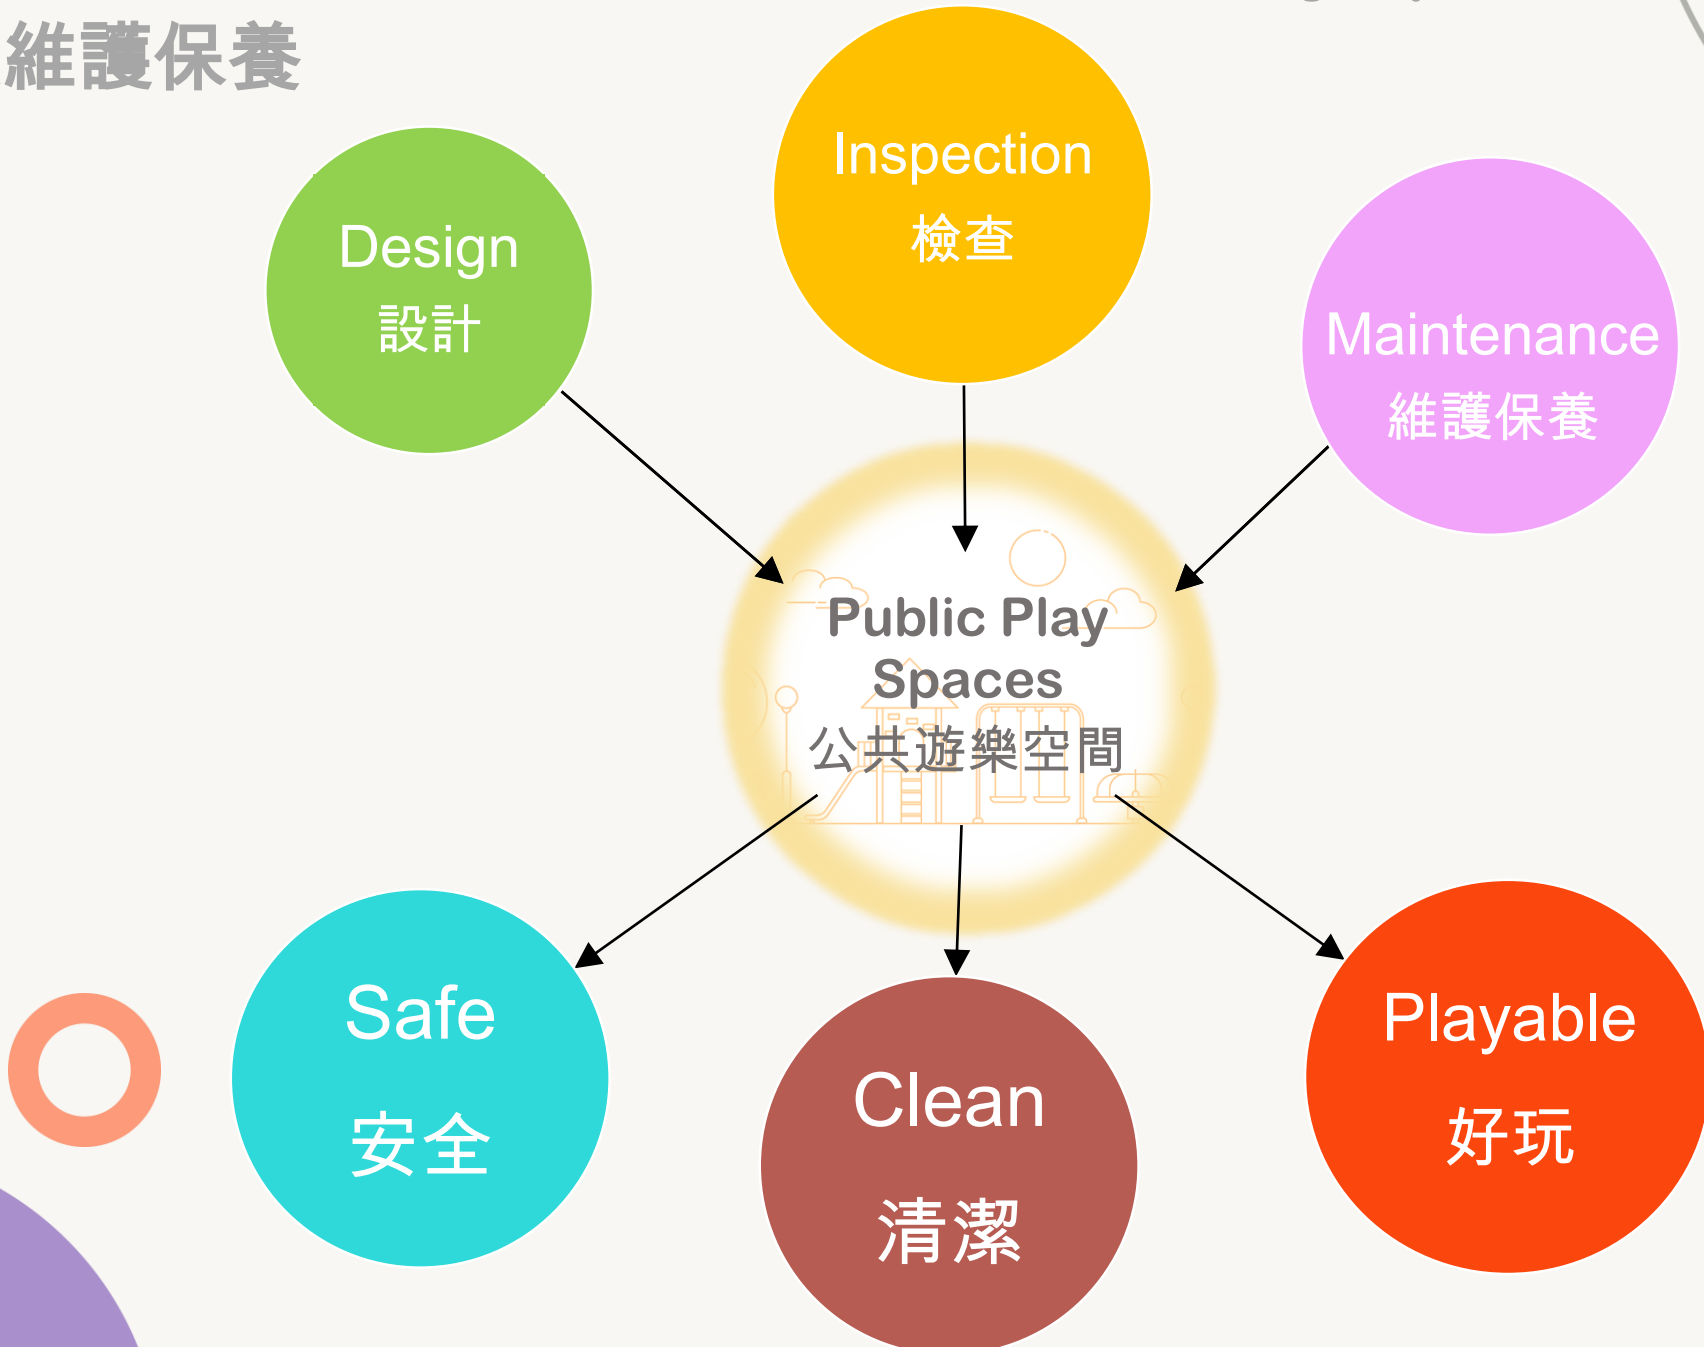 維護保養
Inspection
檢查
Design
設計
Maintenance
維護保養
Public Play
Spaces
公共遊樂空間
Safe
安全
Clean
清潔
Playable
好玩